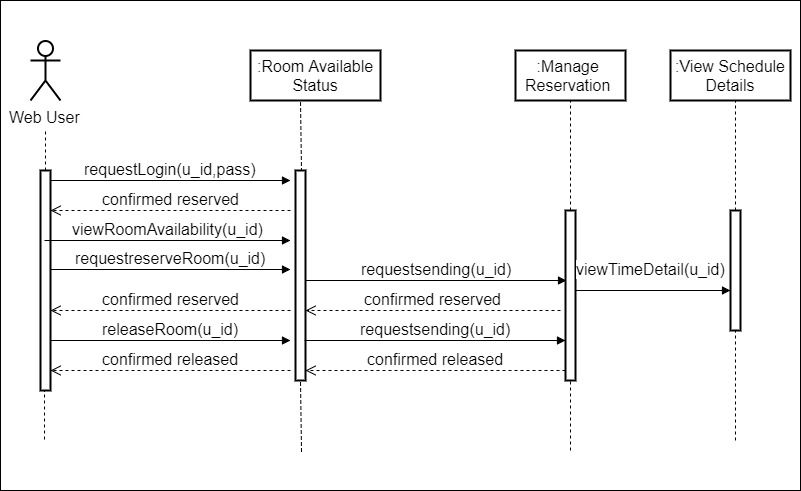 :Room Available
Status
:Manage
Reservation
:View Schedule
Details
Web User
requestLogin(u_id,pass)
confirmed reserved
viewRoomAvailability(u_id)
requestreserveRoom(u_id)
requestsending(u_id)
viewTimeDetail(u_id)
confirmed reserved
confirmed reserved
releaseRoom(u_id)
requestsending(u_id)
confirmed released
confirmed released